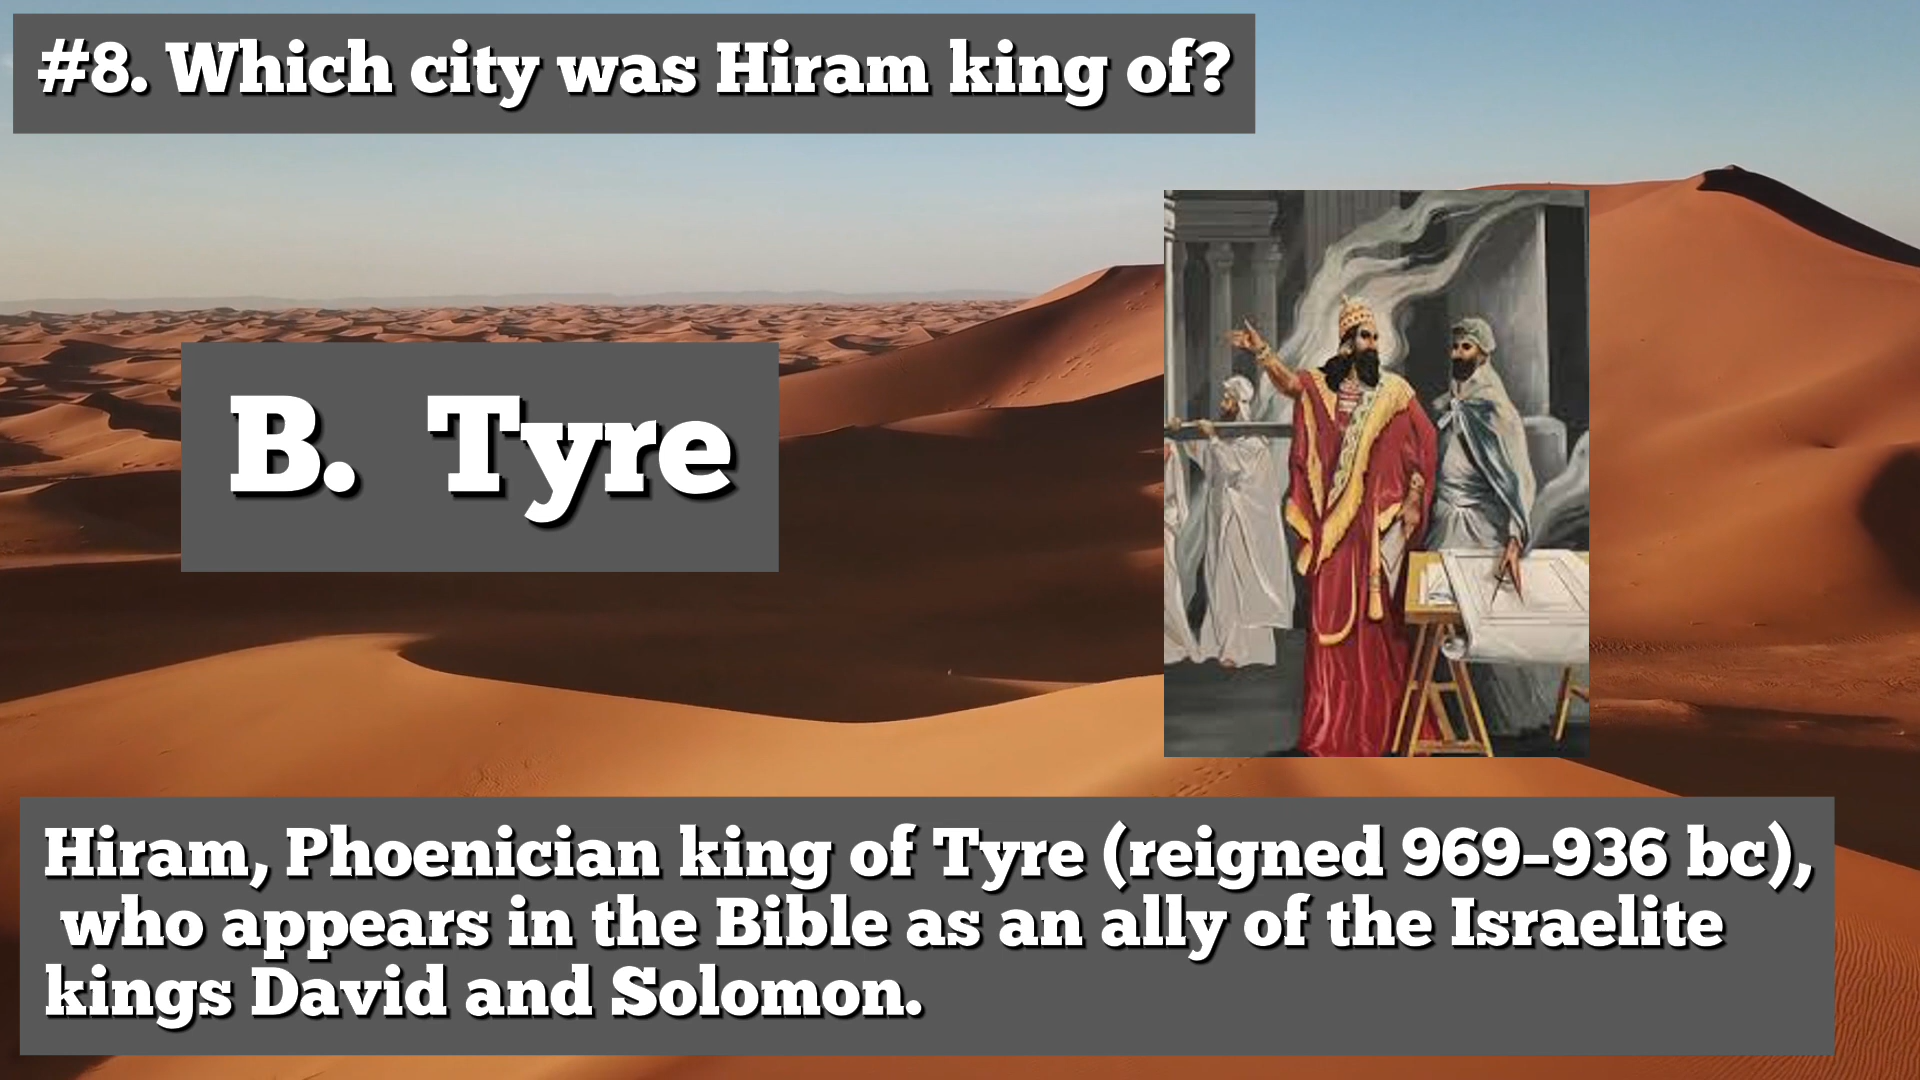 #8. Which city was Hiram king of?
B. Tyre
Hiram, Phoenician king of Tyre (reigned 969–936 bc),
who appears in the Bible as an ally of the Israelite
kings David and Solomon.